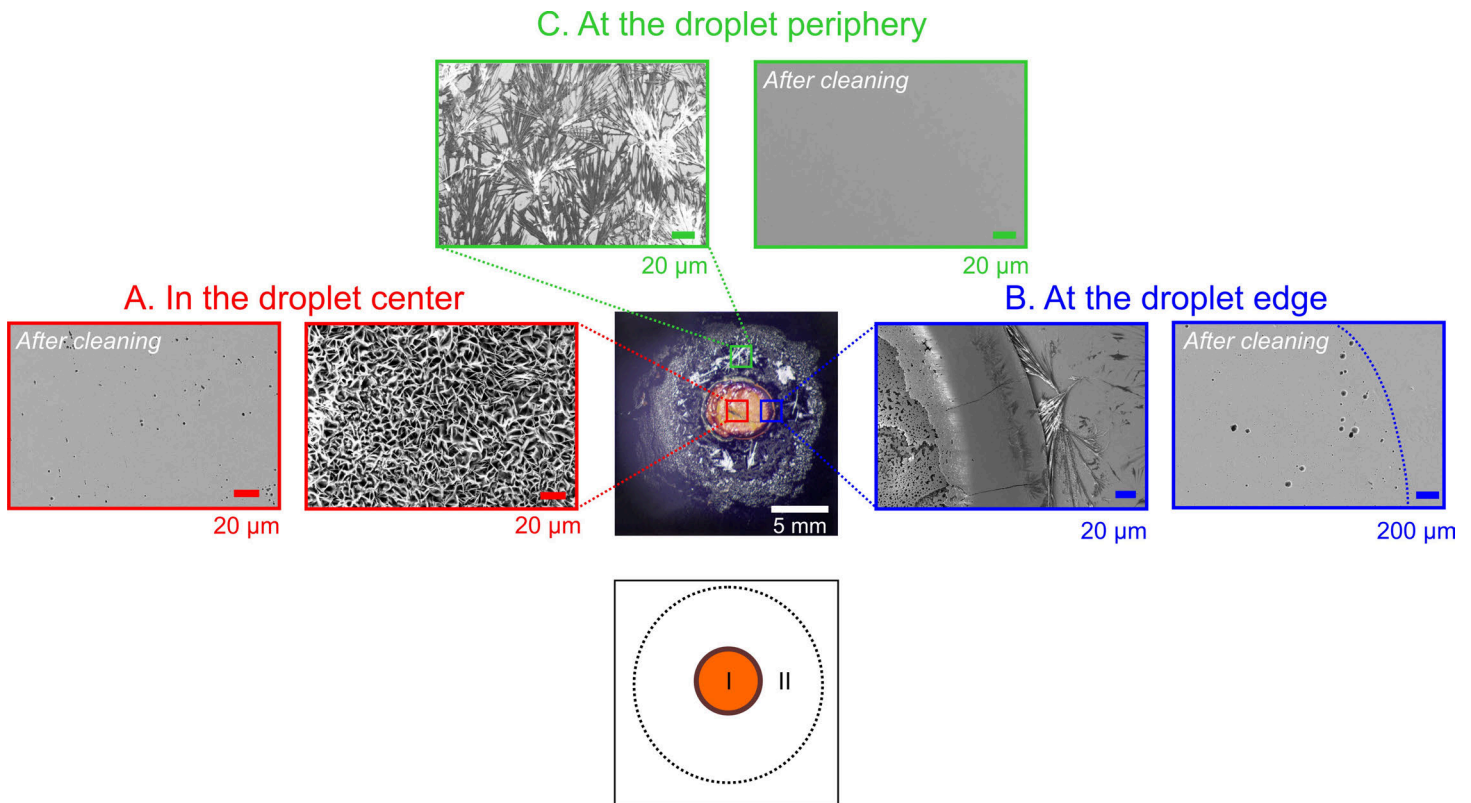 C. At the droplet periphery
After cleaning
20 µm
20 µm
A. In the droplet center
B. At the droplet edge
After cleaning
After cleaning
5 mm
20 µm
20 µm
20 µm
200 µm
I
II